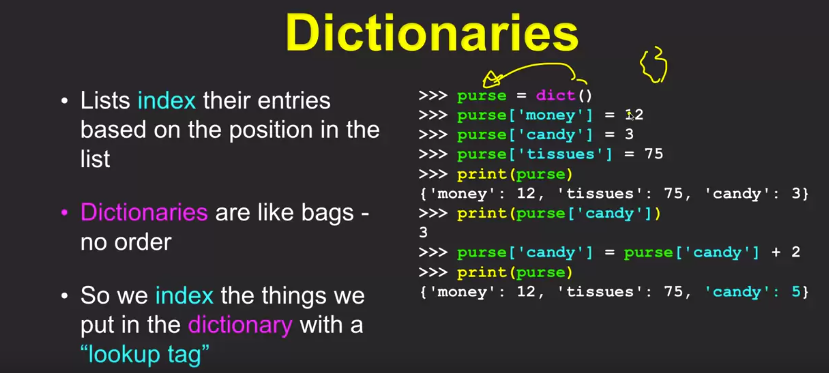 Dictionaries
• Lists index their entries
based on the position in the
list
• Dictionaries are like bags -
no order
• So we index the things we
put in the dictionary with a
“lookup tag”
>>> purse = dict()
>>> purse['money'] = 12
>>> purse['candy'] = 3
>>> purse['tissues'] = 75
>>> print(purse)
{'money': 12, 'tissues': 75, 'candy': 3}
>>> print(purse['candy'])
3
>>> purse['candy'] = purse['candy'] + 2
>>> print(purse)
{'money': 12, 'tissues': 75, 'candy': 5}